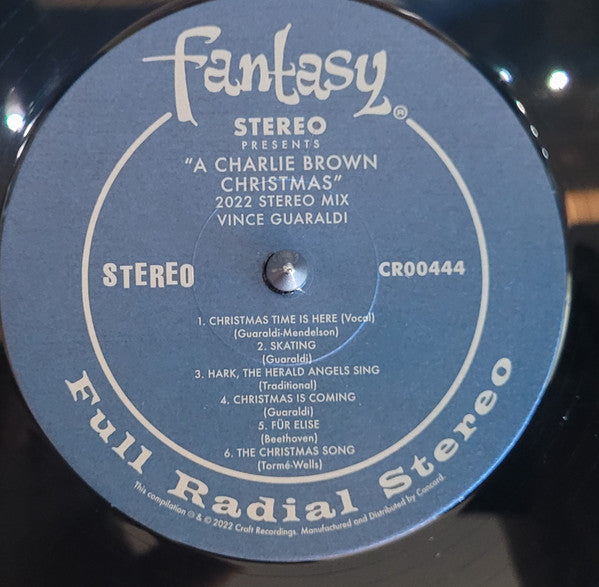 fantasy®
STEREO
PRESENTS
"A CHARLIE BROWN
CHRISTMAS"
2022 STEREO MIX
VINCE GUARALDI
STEREO
CR00444
1. CHRISTMAS TIME IS HERE (Vocal)
(Guaraldi-Mendelson)
2. SKATING
(Guaraldi)
3. HARK, THE HERALD ANGELS SING
(Traditional)
4. CHRISTMAS IS COMING
(Guaraldi)
5. FÜR ELISE
(Beethoven)
6. THE CHRISTMAS SONG
(Tormé-Wells)
Full Radial Stereo
This compilation ℗ & © 2022 Craft Recordings. Manufactured and Distributed by Concord.